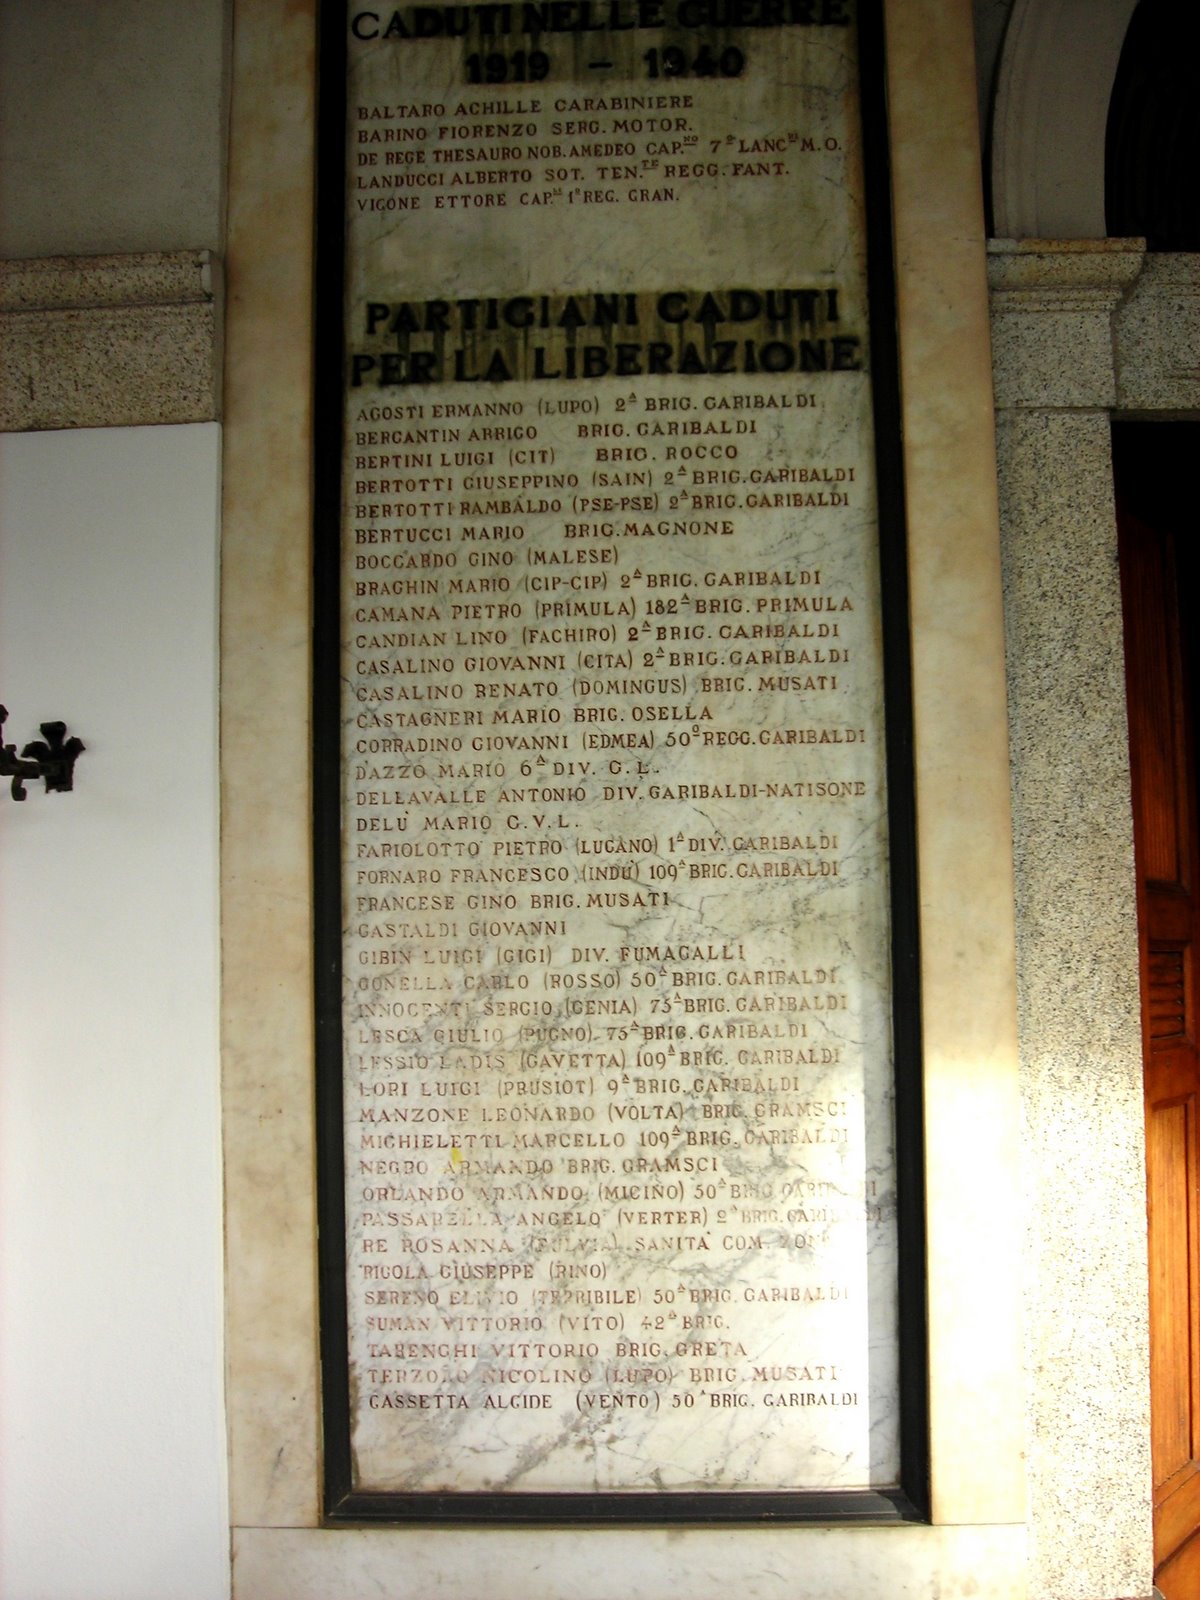 CADUTI NELLE GUERRE
1919 - 1940
BALTARO ACHILLE CARABINIERE
BARINO FIORENZO SERG. MOTOR.
DE REGE THESAURO NOB. AMEDEO CAP.NO 7° LANC.RI M.O.
LANDUCCI ALBERTO SOT. TEN.TE REGG. FANT.
VIGONE ETTORE CAP. 1° REG. GRAN.
PARTIGIANI CADUTI
PER LA LIBERAZIONE
AGOSTI ERMANNO (LUPO) 2A BRIG. GARIBALDI
BERGANTIN ARRIGO BRIG. GARIBALDI
BERTINI LUIGI (CIT) BRIG. ROCCO
BERTOTTI GIUSEPPINO (SAIN) 2A BRIG. GARIBALDI
BERTOTTI RAMBALDO (PSE-PSE) 2A BRIG. GARIBALDI
BERTUCCI MARIO BRIG. MAGNONE
BOCCARDO GINO (MALESE)
BRAGHIN MARIO (CIP-CIP) 2A BRIG. GARIBALDI
CAMANA PIETRO (PRIMULA) 182A BRIG. PRIMULA
CANDIAN LINO (FACHIRO) 2A BRIG. GARIBALDI
CASALINO GIOVANNI (CITA) 2A BRIG. GARIBALDI
CASALINO RENATO (DOMINGUS) BRIG. MUSATI
CASTAGNERI MARIO BRIG. OSELLA
CORRADINO GIOVANNI (EDMEA) 50° REGG. GARIBALDI
D'AZZO MARIO 6A DIV. G.L.
DELLAVALLE ANTONIO DIV. GARIBALDI-NATISONE
DELÙ MARIO C.V.L.
FARIOLOTTO PIETRO (LUGANO) 1A DIV. GARIBALDI
FORNARO FRANCESCO (INDÙ) 109A BRIG. GARIBALDI
FRANCESE GINO BRIG. MUSATI
GASTALDI GIOVANNI
GIBIN LUIGI (GIGI) DIV. FUMAGALLI
GONELLA CARLO (ROSSO) 50A BRIG. GARIBALDI
INNOCENTI SERGIO (GENIA) 75A BRIG. GARIBALDI
LESCA GIULIO (PUGNO) 75A BRIG. GARIBALDI
LESSIO LADIS (GAVETTA) 109A BRIG. GARIBALDI
LORI LUIGI (PRUSIOT) 9A BRIG. GARIBALDI
MANZONE LEONARDO (VOLTA) BRIG. GRAMSCI
MICHIELETTI MARCELLO 109A BRIG. GARIBALDI
NEGRO ARMANDO BRIG. GRAMSCI
ORLANDO ARMANDO (MICINO) 50A BRIG. GARIBALDI
PASSARELLA ANGELO (VERTER) 2A BRIG. GARIBALDI
RE ROSANNA (FULVIA) SANITA' COM. ZONA
RIGOLA GIUSEPPE (RINO)
SERENO ELIVIO (TERRIBILE) 50A BRIG. GARIBALDI
SUMAN VITTORIO (VITO) 42A BRIG.
TARENGHI VITTORIO BRIG. GRETA
NICOLINO (LUPO) BRIG. MUSATI
CASSETTA ALCIDE (VENTO) 50A BRIG. GARIBALDI